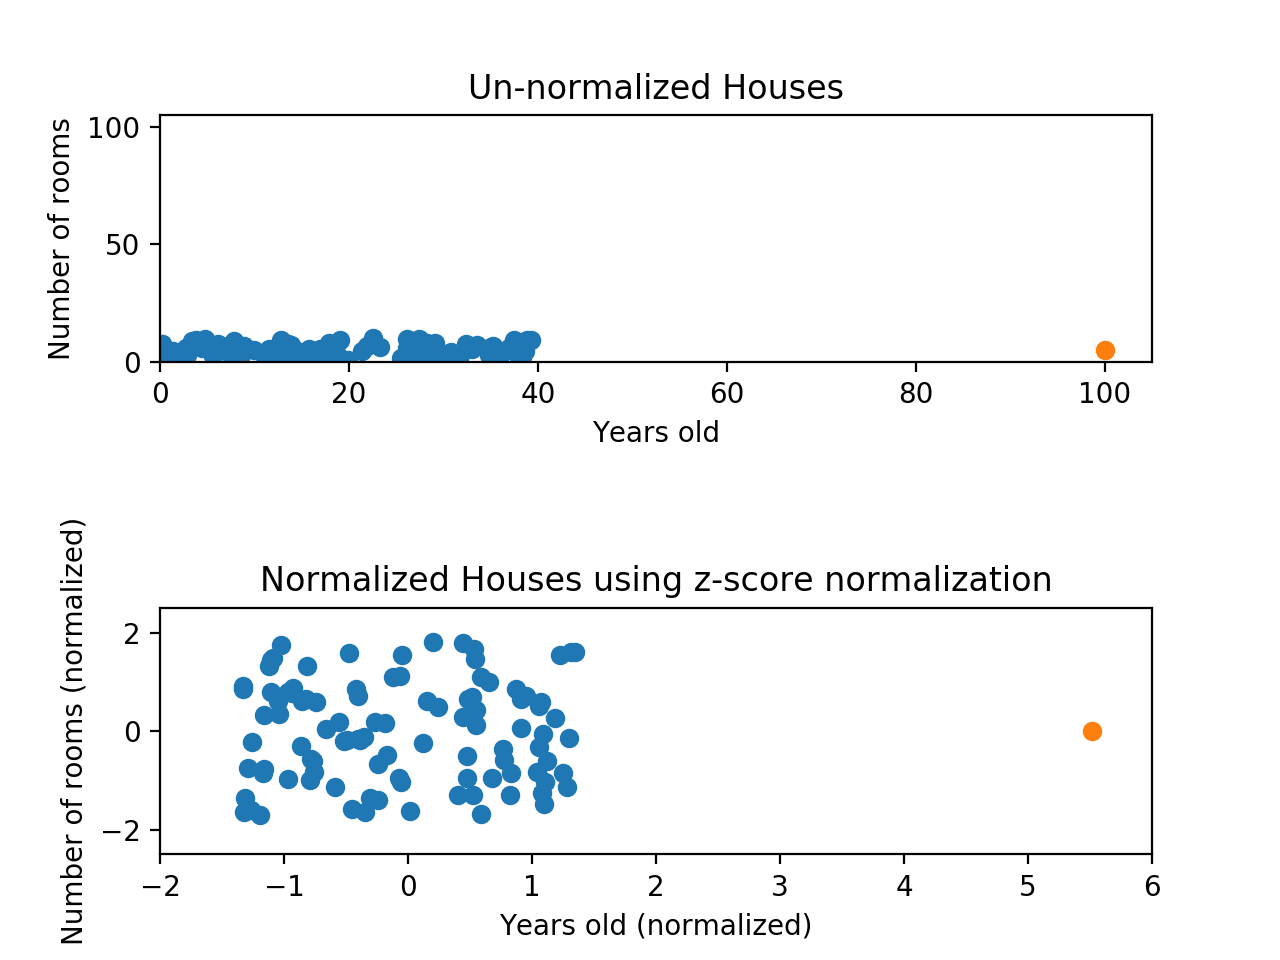 Un-normalized Houses
Number of rooms
100
50
0
0 20 40 60 80 100
Years old
Normalized Houses using z-score normalization
Number of rooms (normalized)
2
0
−2
−2 −1 0 1 2 3 4 5 6
Years old (normalized)